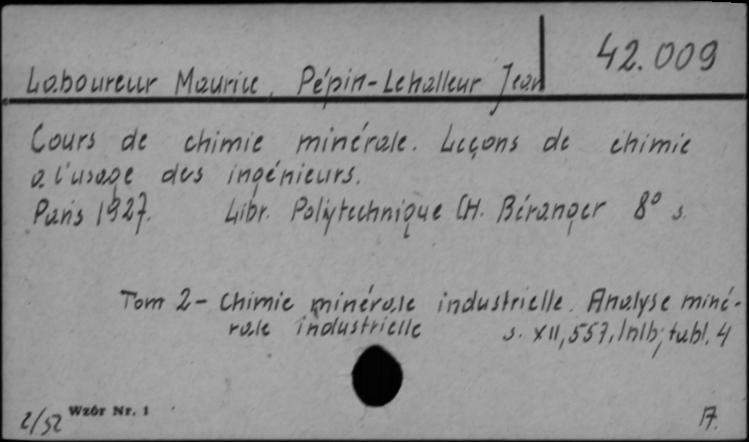 42.009
Laboureur Maurice, Pépin-Lehalleur Jean
Cours de chimie minérale. Leçons de chimie
a l'usage des ingénieurs.
Paris 1927. Libr. Polytechnique CH. Béranger 8° s.
Tom 2 - Chimie minérale industrielle. Analyse miné-
rale industrielle s. XII, 557, 1nlb; tabl. 4
2/52 Wzór Nr. 1